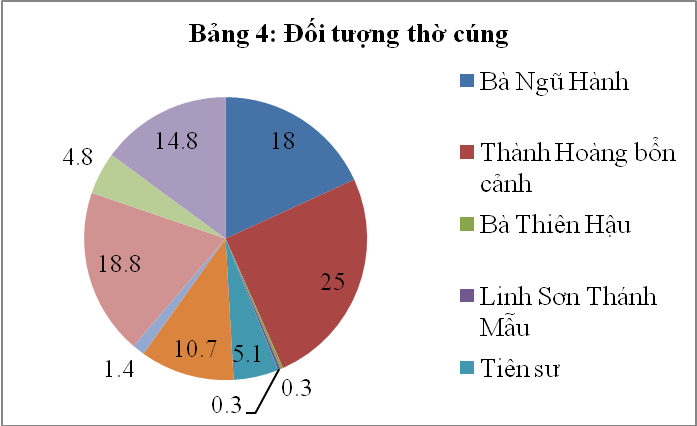 Bảng 4: Đối tượng thờ cúng
14.8
18
4.8
18.8
25
1.4
10.7
5.1
0.3
0.3
Bà Ngũ Hành
Thành Hoàng bổn
cảnh
Bà Thiên Hậu
Linh Sơn Thánh
Mẫu
Tiên sư